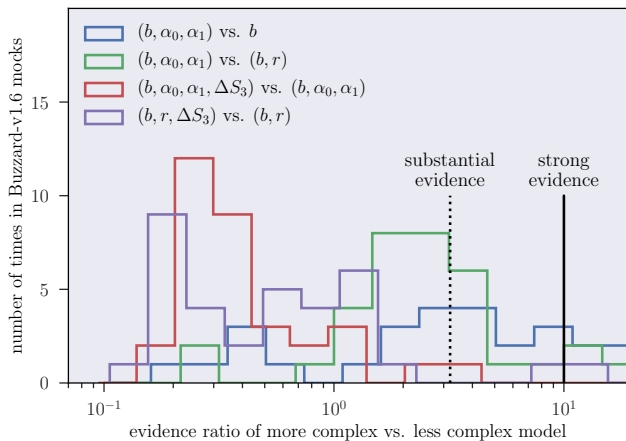 (b, α₀, α₁) vs. b
(b, α₀, α₁) vs. (b, r)
(b, α₀, α₁, ΔS₃) vs. (b, α₀, α₁)
(b, r, ΔS₃) vs. (b, r)
substantial
evidence
strong
evidence
number of times in Buzzard-v1.6 mocks
15
10
5
0
10⁻¹
10⁰
10¹
evidence ratio of more complex vs. less complex model